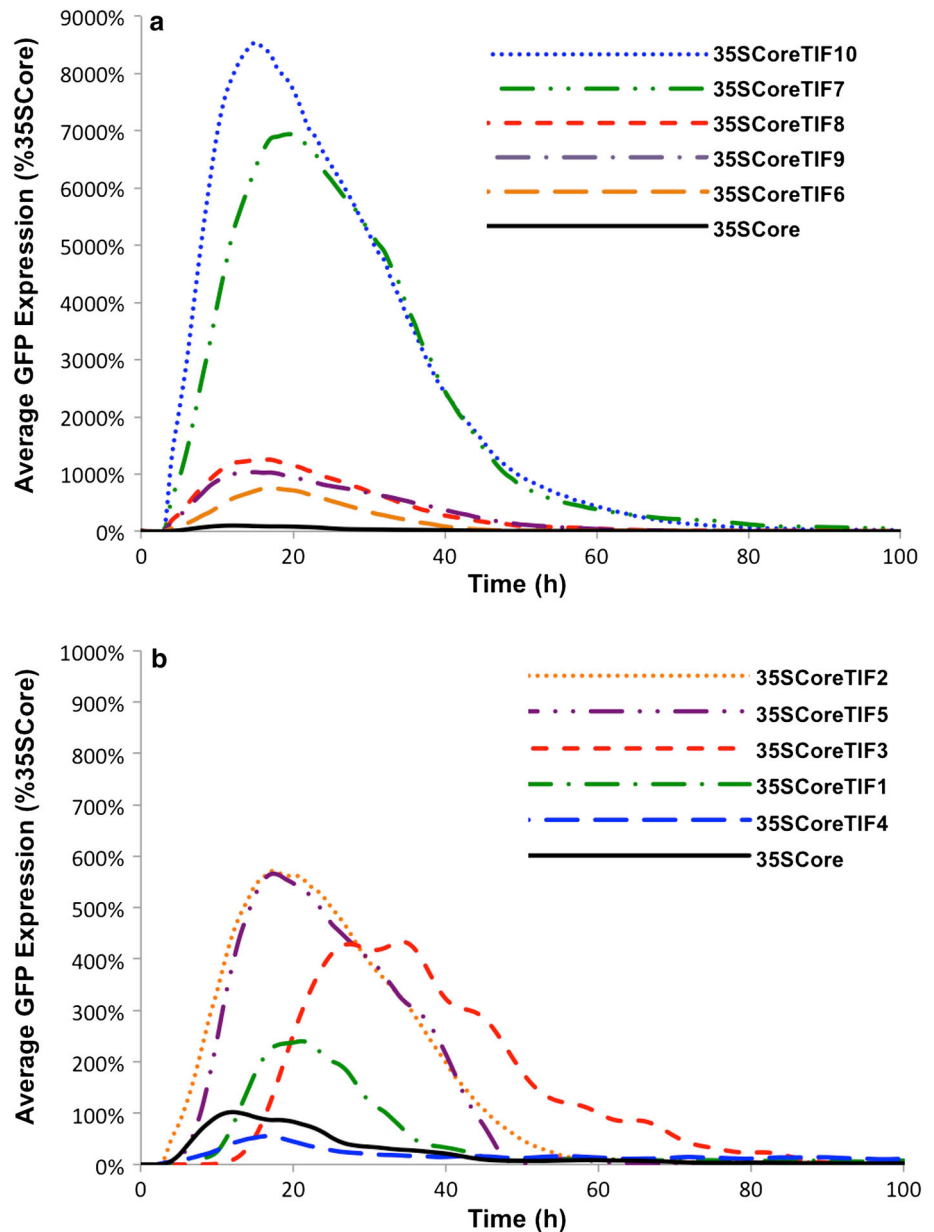 a
9000%
8000%
7000%
6000%
5000%
4000%
3000%
2000%
1000%
0%
Average GFP Expression (%35SCore)
35SCoreTIF10
35SCoreTIF7
35SCoreTIF8
35SCoreTIF9
35SCoreTIF6
35SCore
0 20 40 60 80 100
Time (h)
b
1000%
900%
800%
700%
600%
500%
400%
300%
200%
100%
0%
Average GFP Expression (%35SCore)
35SCoreTIF2
35SCoreTIF5
35SCoreTIF3
35SCoreTIF1
35SCoreTIF4
35SCore
0 20 40 60 80 100
Time (h)